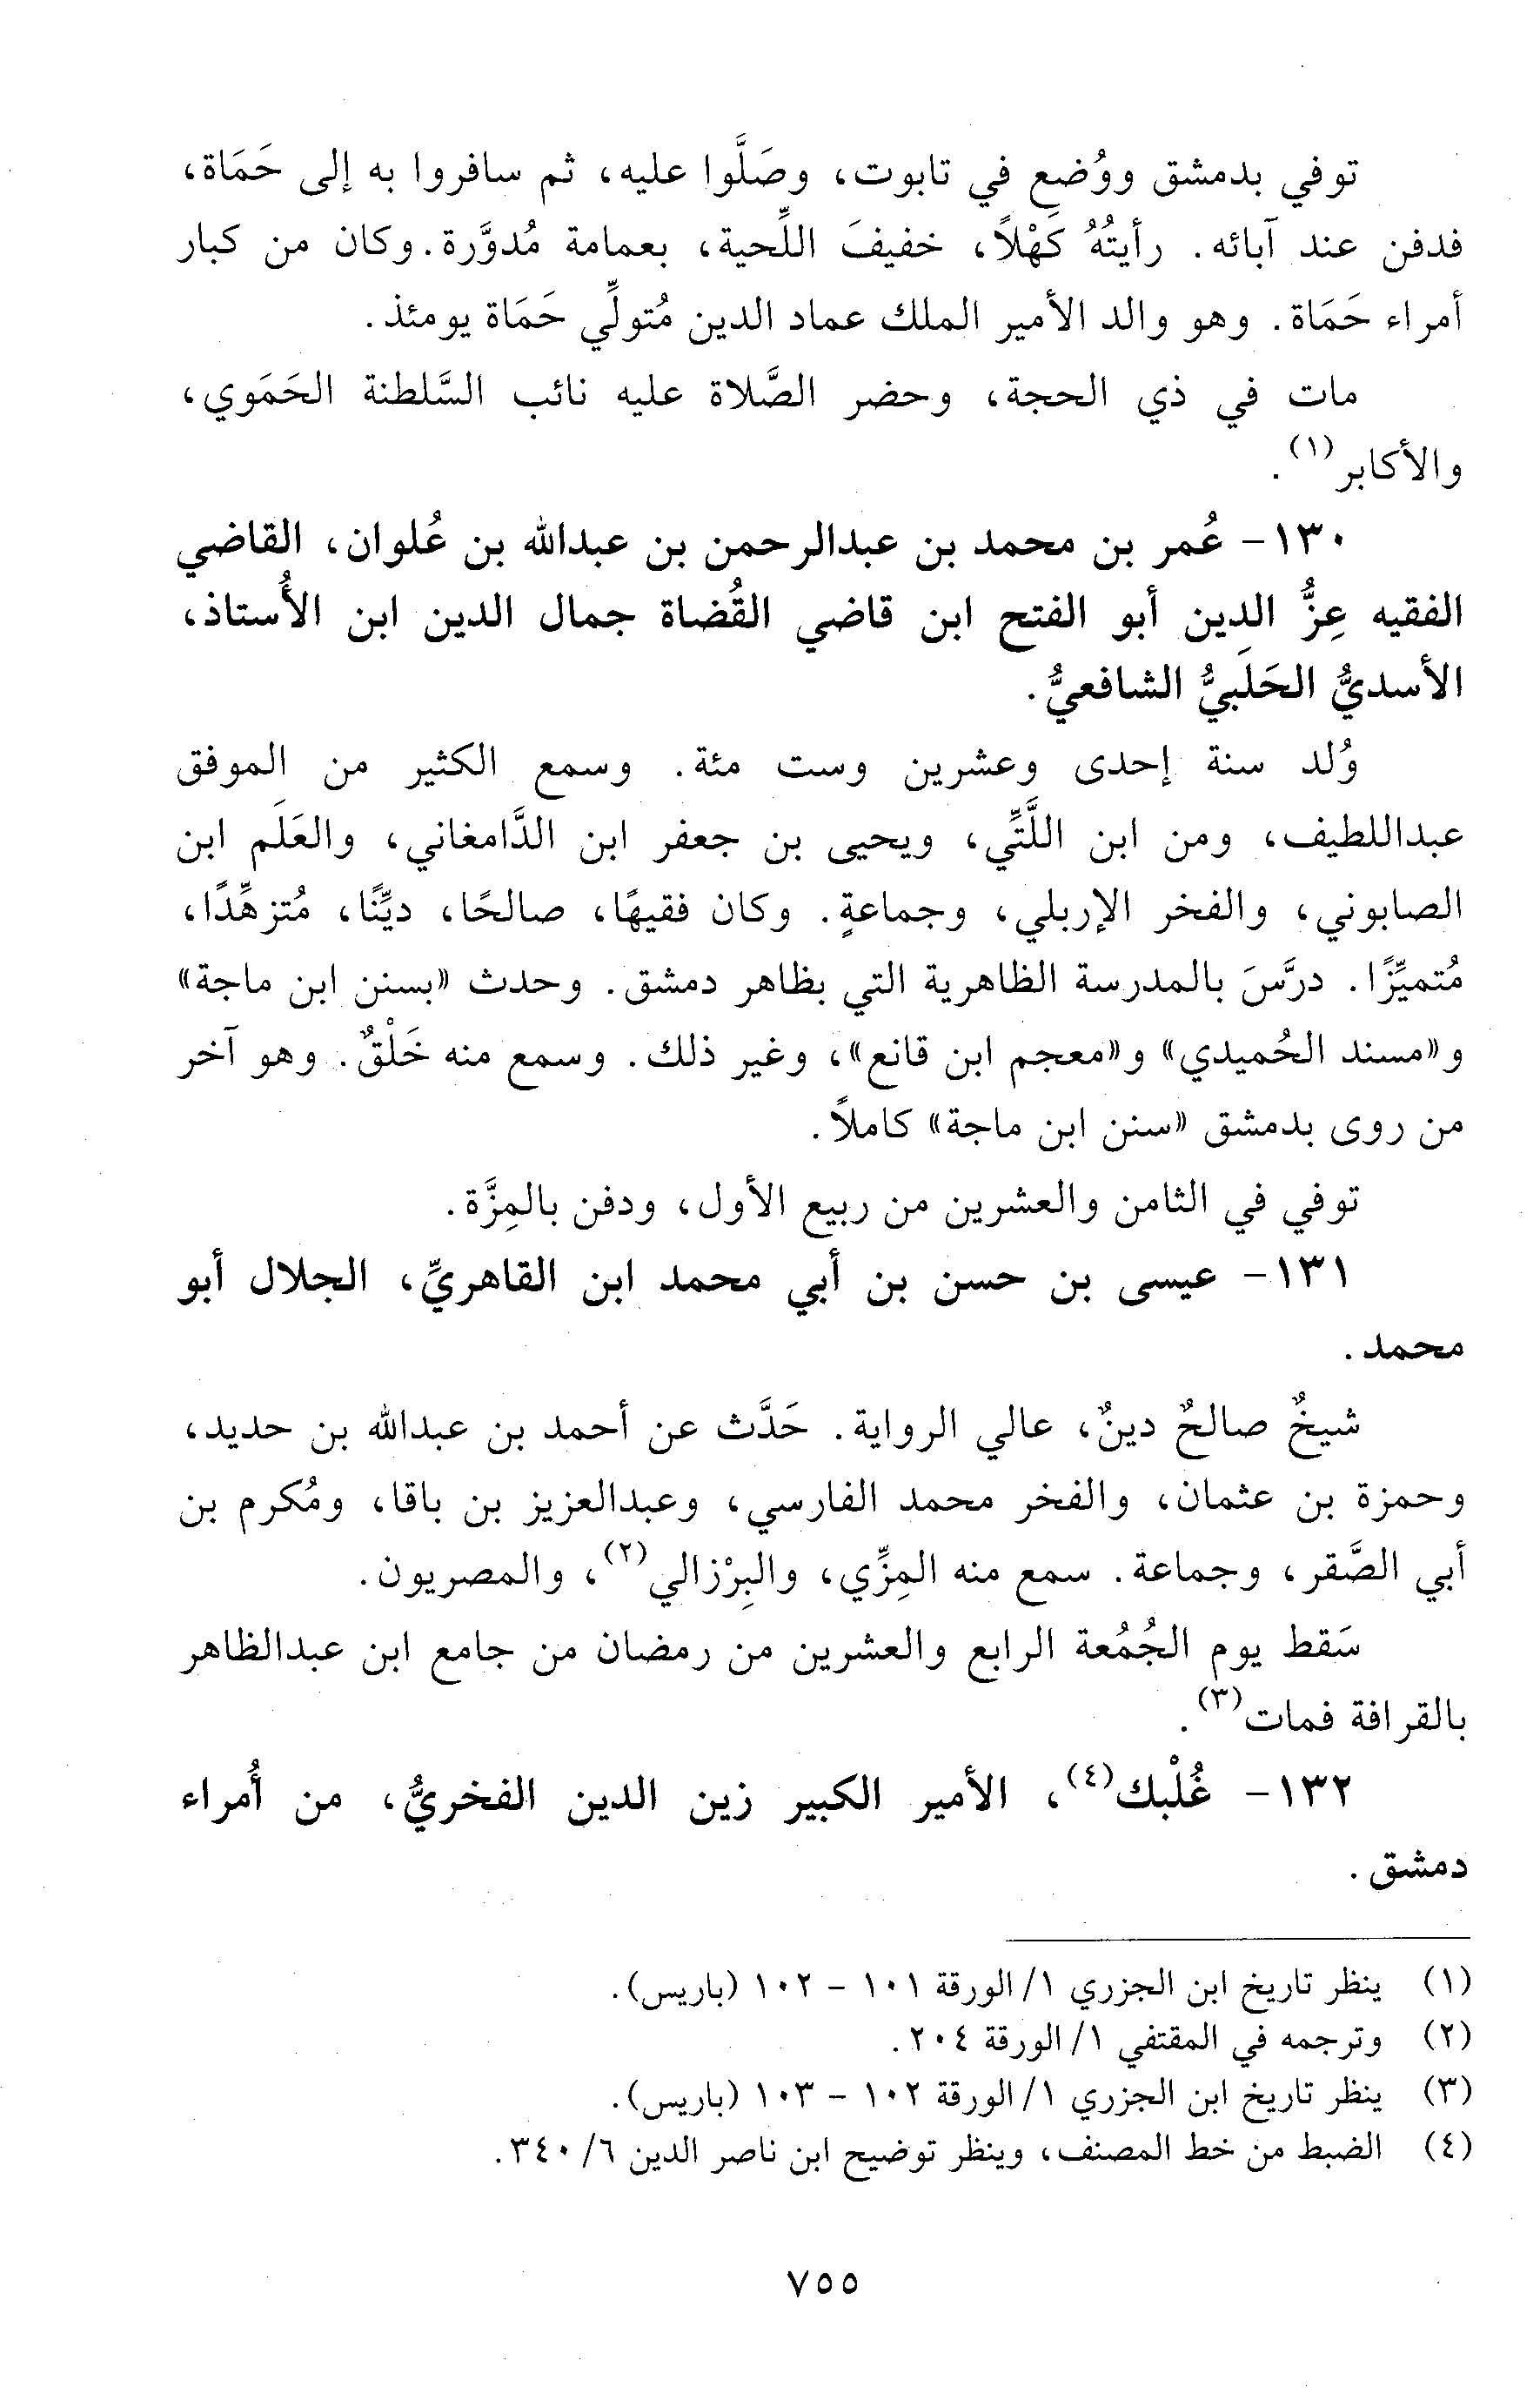 توفي بدمشق ووُضِع في تابوت، وصَلَّوا عليه، ثم سافروا به إلى حَمَاة،
فدفن عند آبائه. رأيتُهُ كَهْلاً، خفيفَ اللِّحية، بعمامة مُدوَّرة. وكان من كبار
أمراء حَمَاة. وهو والد الأمير الملك عماد الدين مُتولِّي حَمَاة يومئذ.
مات في ذي الحجة، وحضر الصَّلاة عليه نائب السَّلطنة الحَمَوي،
والأكابر(١).
١٣٠- عُمر بن محمد بن عبدالرحمن بن عبدالله بن عُلوان، القاضي
الفقيه عِزُّ الدين أبو الفتح ابن قاضي القُضاة جمال الدين ابن الأُستاذ،
الأسديُّ الحَلَبيُّ الشافعيُّ.
وُلد سنة إحدى وعشرين وست مئة. وسمع الكثير من الموفق
عبداللطيف، ومن ابن اللَّتِّي، ويحيى بن جعفر ابن الدَّامغاني، والعَلَم ابن
الصابوني، والفخر الإربلي، وجماعةٍ. وكان فقيهًا، صالحًا، ديِّنًا، مُتزهِّدًا،
مُتميِّزًا. درَّسَ بالمدرسة الظاهرية التي بظاهر دمشق. وحدث «بسنن ابن ماجة»
و«مسند الحُميدي» و«معجم ابن قانع»، وغير ذلك. وسمع منه خَلْقٌ. وهو آخر
من روى بدمشق «سنن ابن ماجة» كاملاً.
توفي في الثامن والعشرين من ربيع الأول، ودفن بالمِزَّة.
١٣١- عيسى بن حسن بن أبي محمد ابن القاهريِّ، الجلال أبو
محمد.
شيخٌ صالحٌ دينٌ، عالي الرواية. حَدَّث عن أحمد بن عبدالله بن حديد،
وحمزة بن عثمان، والفخر محمد الفارسي، وعبدالعزيز بن باقا، ومُكرم بن
أبي الصَّقر، وجماعة. سمع منه المِزِّي، والبِرْزالي(٢)، والمصريون.
سَقط يوم الجُمُعة الرابع والعشرين من رمضان من جامع ابن عبدالظاهر
بالقرافة فمات(٣).
١٣٢- غُلْبك(٤)، الأمير الكبير زين الدين الفخريُّ، من أُمراء
دمشق.
(١) ينظر تاريخ ابن الجزري ١/ الورقة ١٠١ - ١٠٢ (باريس).
(٢) وترجمه في المقتفي ١/ الورقة ٢٠٤.
(٣) ينظر تاريخ ابن الجزري ١/ الورقة ١٠٢ - ١٠٣ (باريس).
(٤) الضبط من خط المصنف، وينظر توضيح ابن ناصر الدين ٦/ ٣٤٠.
٧٥٥